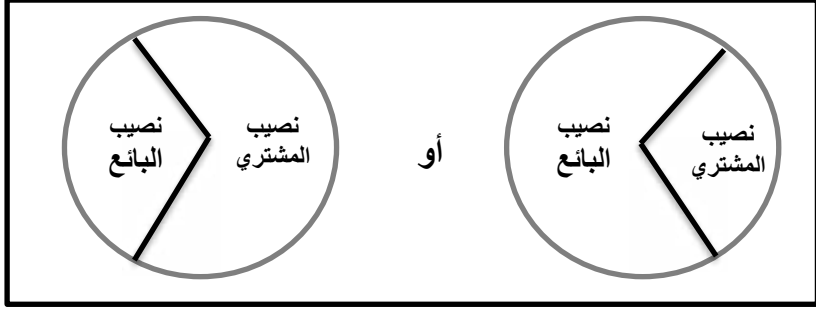 نصيب
المشتري
نصيب
البائع
أو
نصيب
المشتري
نصيب
البائع